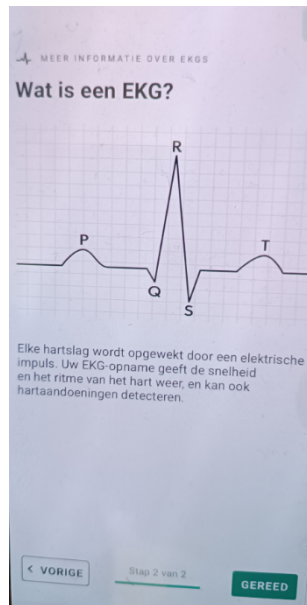 MEER INFORMATIE OVER EKGS
Wat is een EKG?
R
P
T
Q
S
Elke hartslag wordt opgewekt door een elektrische
impuls. Uw EKG-opname geeft de snelheid
en het ritme van het hart weer, en kan ook
hartaandoeningen detecteren.
< VORIGE
Stap 2 van 2
GEREED